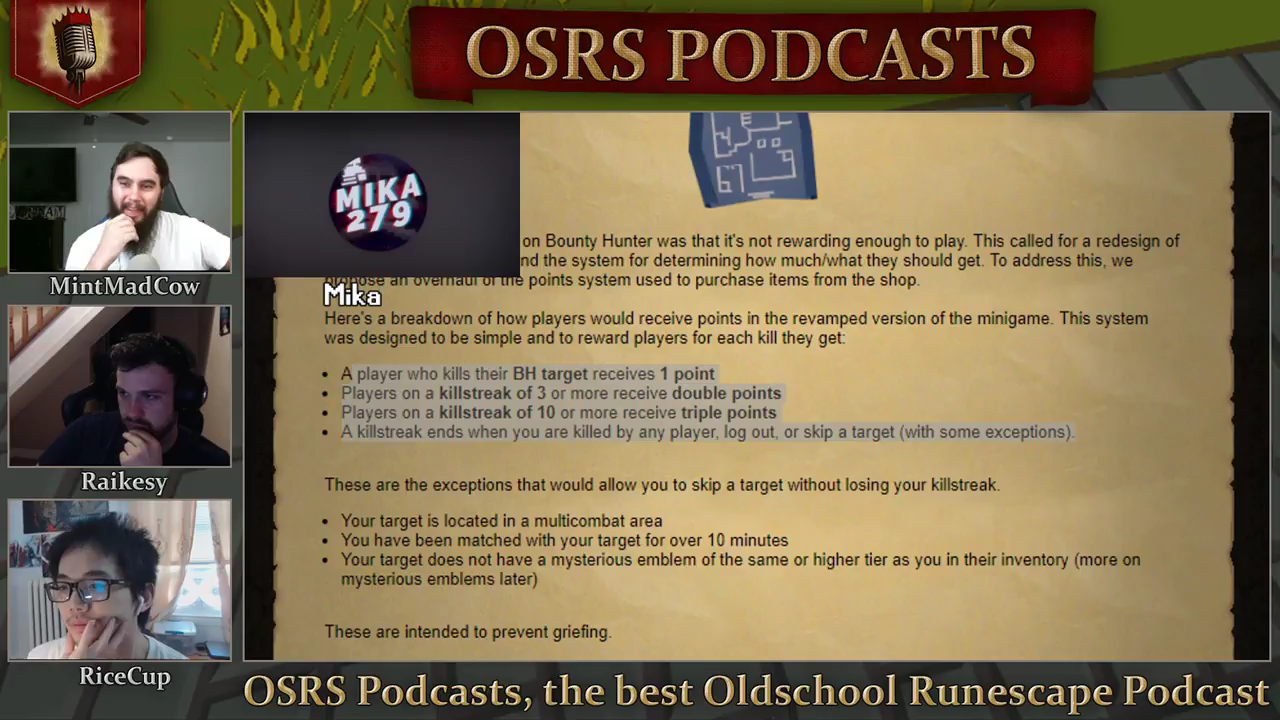 OSRS PODCASTS
MIKA
279
Mika
on Bounty Hunter was that it's not rewarding enough to play. This called for a redesign of
nd the system for determining how much/what they should get. To address this, we
propose an overhaul of the points system used to purchase items from the shop.
Here's a breakdown of how players would receive points in the revamped version of the minigame. This system
was designed to be simple and to reward players for each kill they get:
• A player who kills their BH target receives 1 point
• Players on a killstreak of 3 or more receive double points
• Players on a killstreak of 10 or more receive triple points
• A killstreak ends when you are killed by any player, log out, or skip a target (with some exceptions).
These are the exceptions that would allow you to skip a target without losing your killstreak.
• Your target is located in a multicombat area
• You have been matched with your target for over 10 minutes
• Your target does not have a mysterious emblem of the same or higher tier as you in their inventory (more on
mysterious emblems later)
These are intended to prevent griefing.
MintMadCow
Raikesy
RiceCup
OSRS Podcasts, the best Oldschool Runescape Podcast